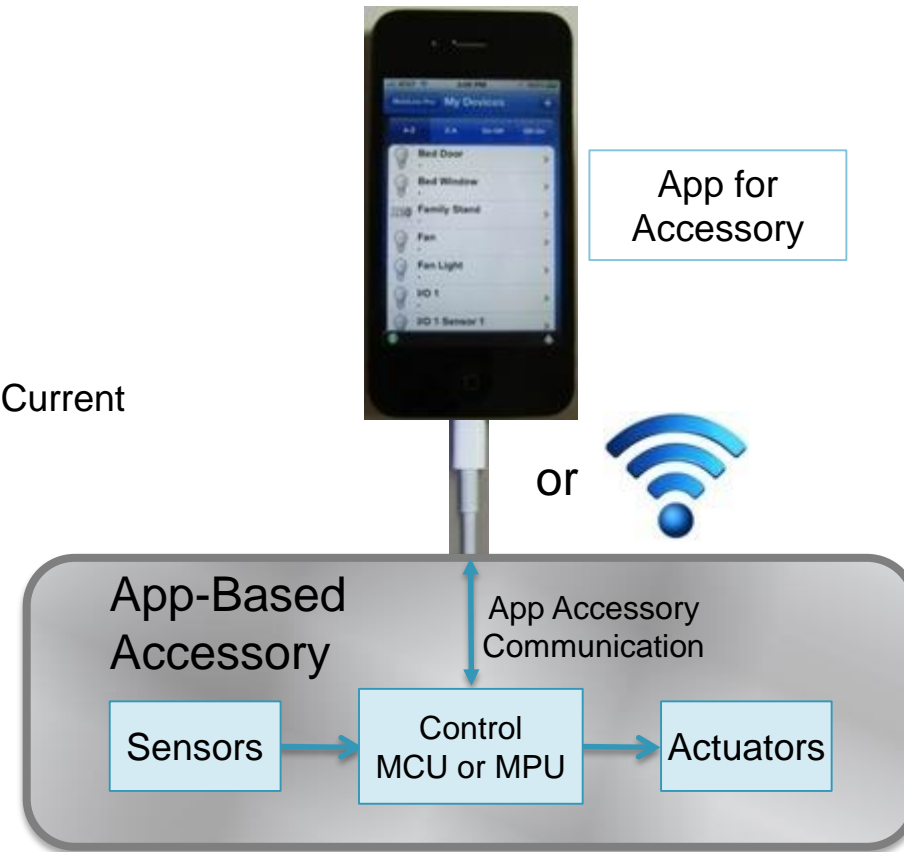 My Devices
Bed Door
Bed Window
Family Stand
Fan
Fan Light
I/O 1
I/O 1 Sensor 1
App for
Accessory
Current
or
App-Based
Accessory
App Accessory
Communication
Sensors
Control
MCU or MPU
Actuators